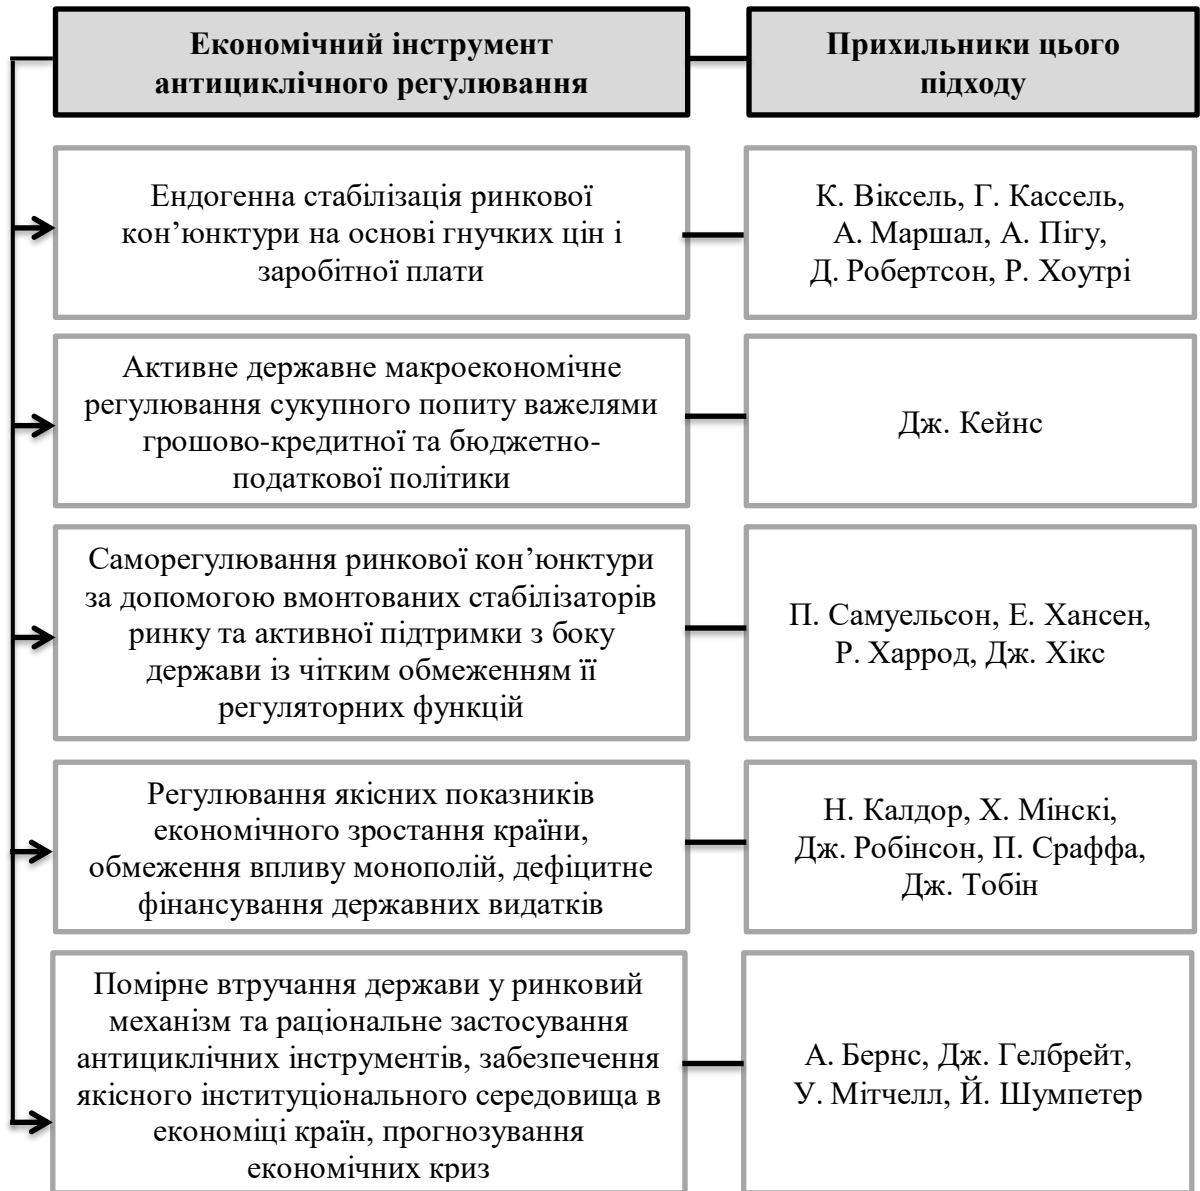 Економічний інструмент
антициклічного регулювання
Прихильники цього
підходу
Ендогенна стабілізація ринкової
кон’юнктури на основі гнучких цін і
заробітної плати
К. Віксель, Г. Кассель,
А. Маршал, А. Пігу,
Д. Робертсон, Р. Хоутрі
Активне державне макроекономічне
регулювання сукупного попиту важелями
грошово-кредитної та бюджетно-
податкової політики
Дж. Кейнс
Саморегулювання ринкової кон’юнктури
за допомогою вмонтованих стабілізаторів
ринку та активної підтримки з боку
держави із чітким обмеженням її
регуляторних функцій
П. Самуельсон, Е. Хансен,
Р. Харрод, Дж. Хікс
Регулювання якісних показників
економічного зростання країни,
обмеження впливу монополій, дефіцитне
фінансування державних видатків
Н. Калдор, Х. Мінскі,
Дж. Робінсон, П. Сраффа,
Дж. Тобін
Помірне втручання держави у ринковий
механізм та раціональне застосування
антициклічних інструментів, забезпечення
якісного інституціонального середовища в
економіці країн, прогнозування
економічних криз
А. Бернс, Дж. Гелбрейт,
У. Мітчелл, Й. Шумпетер